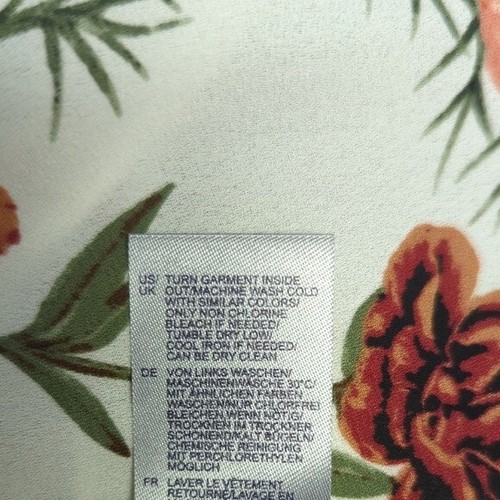 US/ TURN GARMENT INSIDE
UK OUT/MACHINE WASH COLD
WITH SIMILAR COLORS/
ONLY NON CHLORINE
BLEACH IF NEEDED/
TUMBLE DRY LOW/
COOL IRON IF NEEDED/
CAN BE DRY CLEAN
DE VON LINKS WASCHEN/
MASCHINENWÄSCHE 30°C/
MIT ÄHNLICHEN FARBEN
WASCHEN/NUR CHLORFREI
BLEICHEN WENN NÖTIG/
TROCKNEN IM TROCKNER
SCHONEND/KALT BÜGELN/
CHEMISCHE REINIGUNG
MIT PERCHLORETHYLEN
MÖGLICH
FR LAVER LE VÊTEMENT
RETOURNÉ/LAVAGE EN